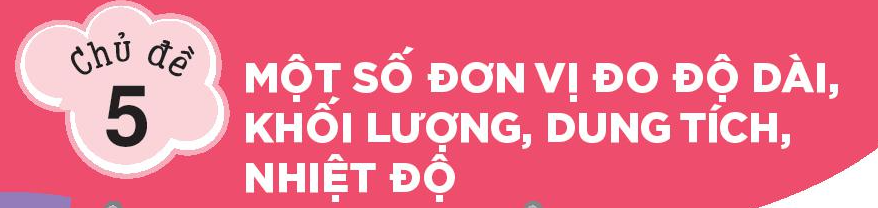 Chủ đề
5
MỘT SỐ ĐƠN VỊ ĐO ĐỘ DÀI,
KHỐI LƯỢNG, DUNG TÍCH,
NHIỆT ĐỘ